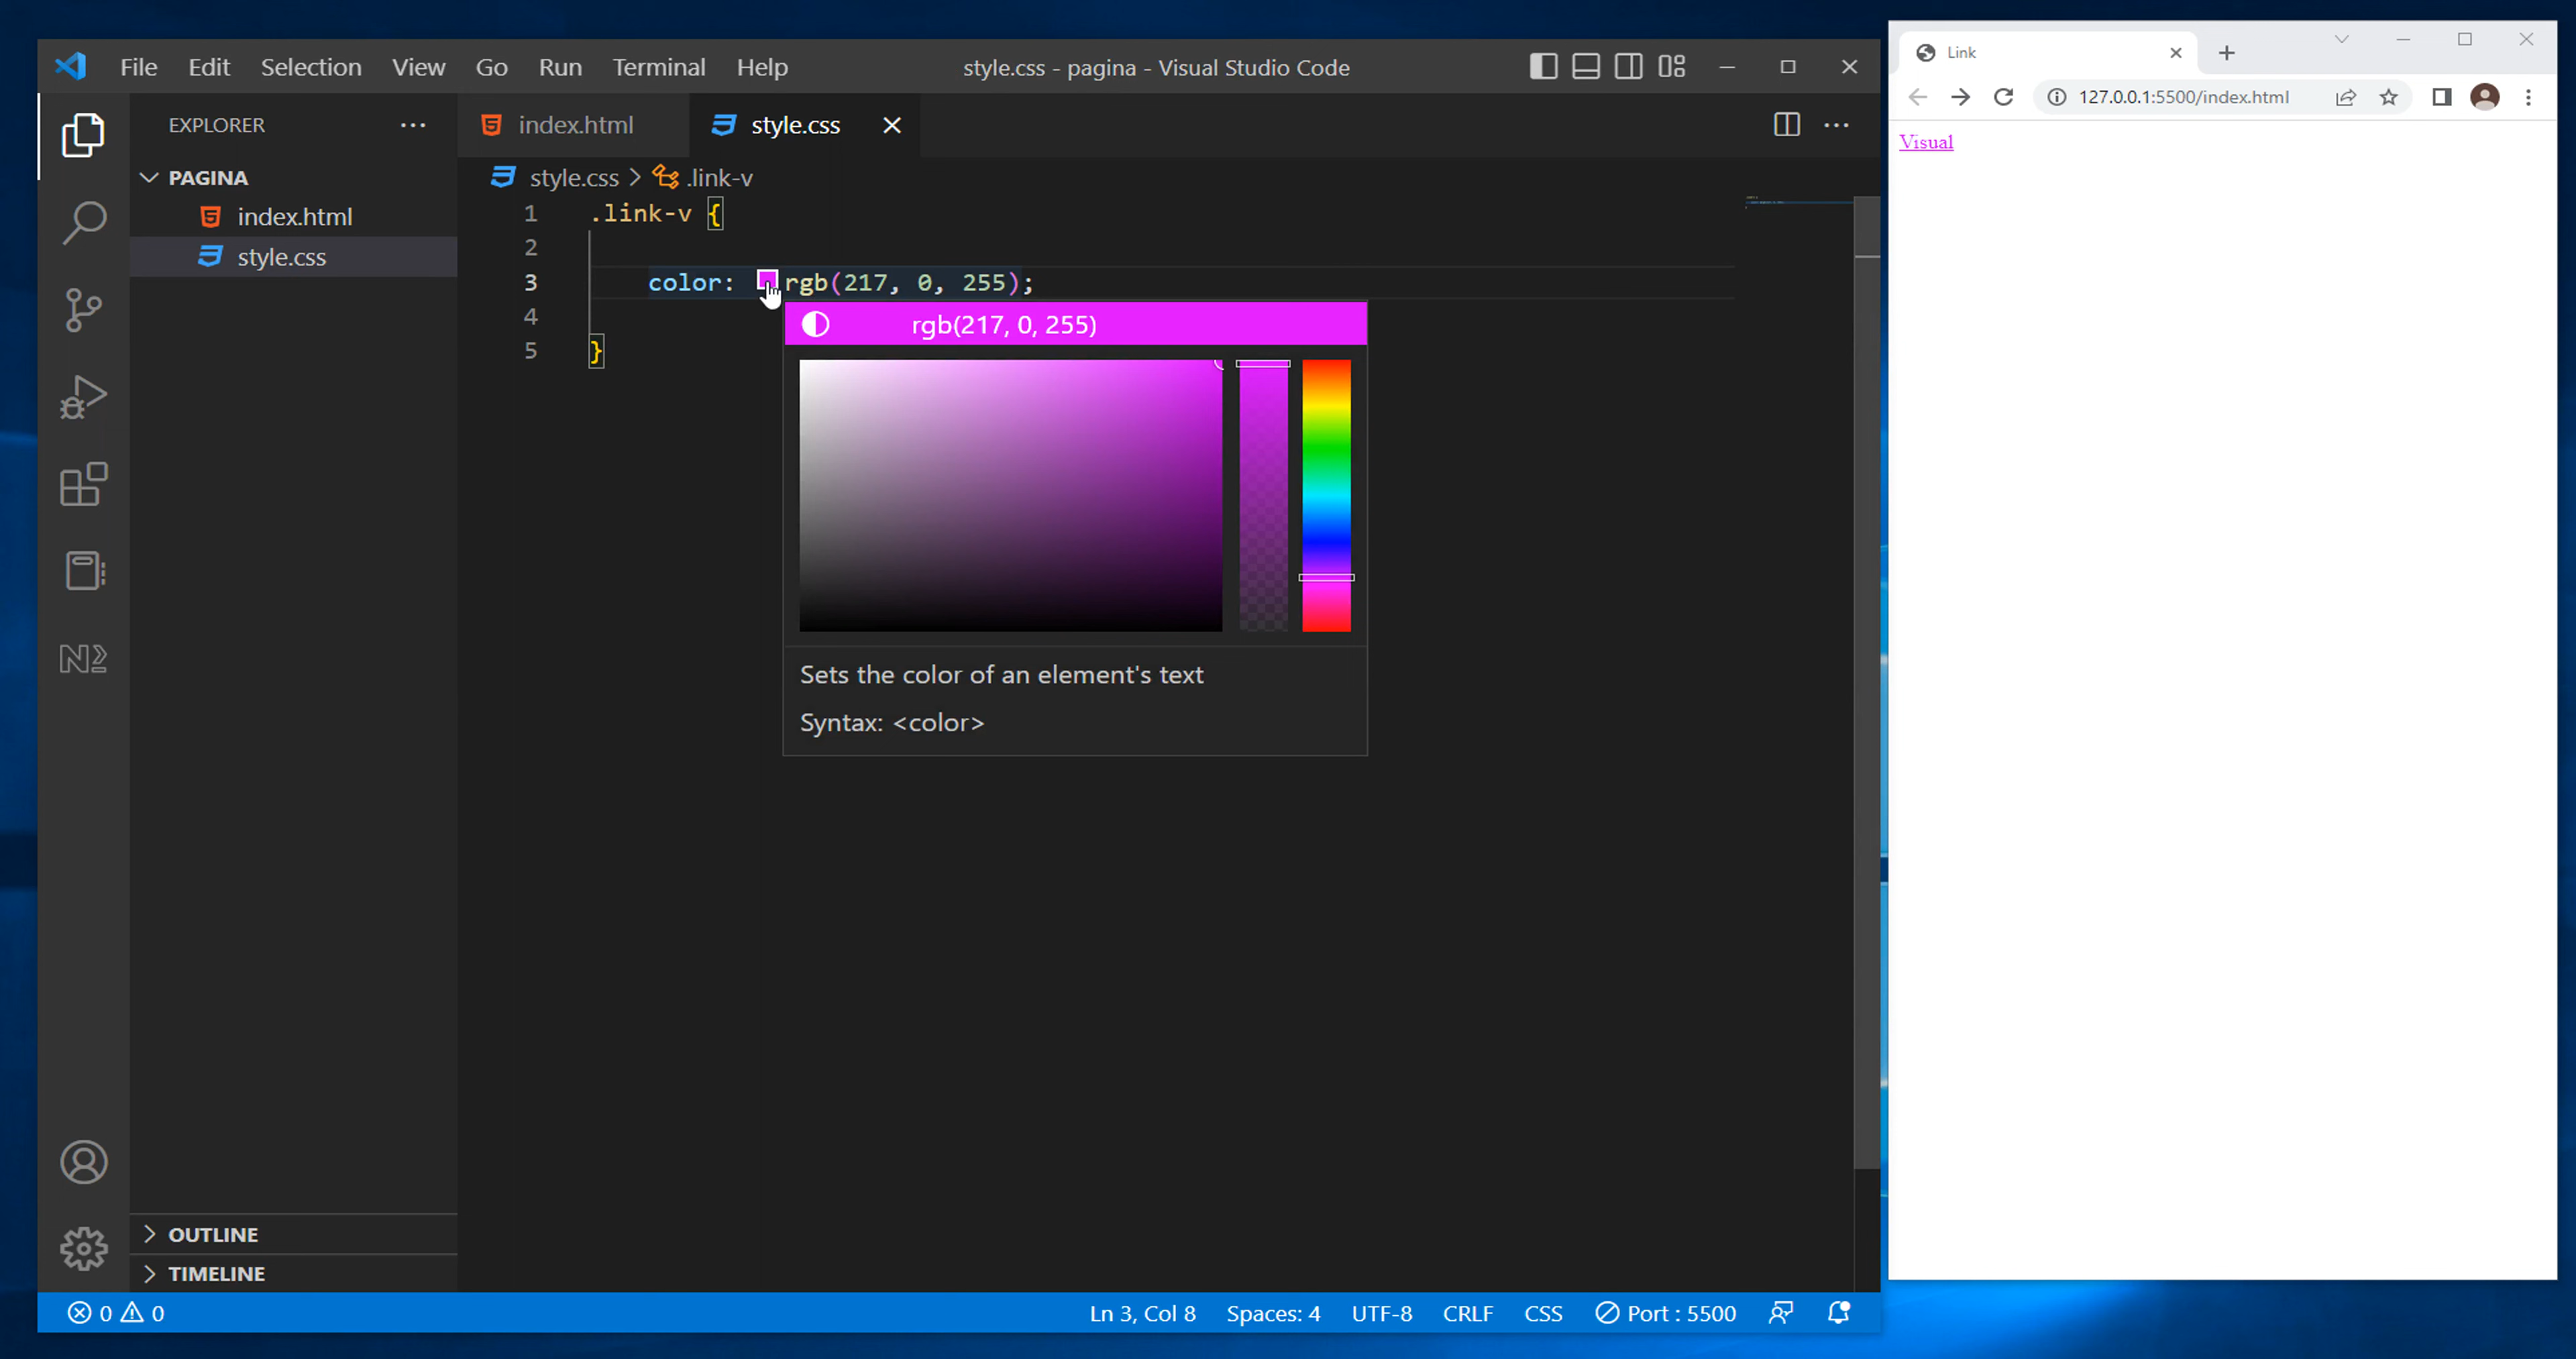 File Edit Selection View Go Run Terminal Help
style.css - pagina - Visual Studio Code
EXPLORER
PAGINA
index.html
style.css
OUTLINE
TIMELINE
index.html
style.css
style.css > .link-v
1 .link-v {
2
3 color: rgb(217, 0, 255);
4
5 }
rgb(217, 0, 255)
Sets the color of an element's text
Syntax: <color>
0 0
Ln 3, Col 8 Spaces: 4 UTF-8 CRLF CSS Port : 5500
Link
127.0.0.1:5500/index.html
Visual